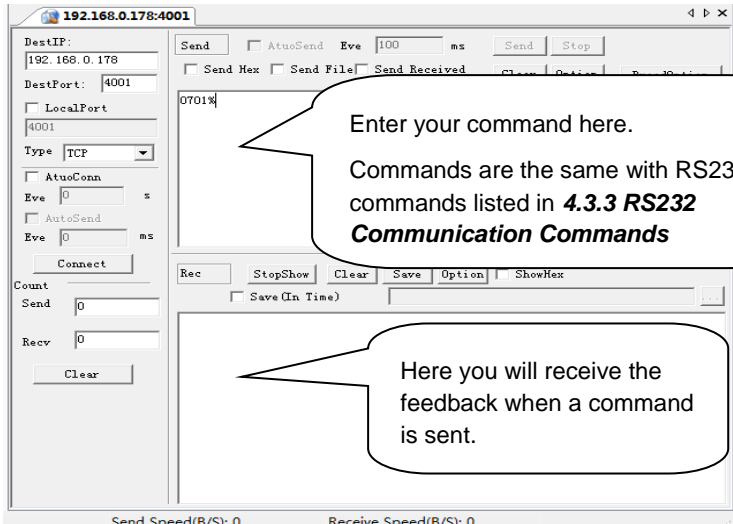 192.168.0.178:4001
DestIP:
192.168.0.178
DestPort: 4001
LocalPort
4001
Type TCP
AtuoConn
Eve 0 s
AutoSend
Eve 0 ms
Connect
Count
Send 0
Recv 0
Clear
Send AtuoSend Eve 100 ms Send Stop
Send Hex Send File Send Received
0701%
Enter your command here.
Commands are the same with RS23
commands listed in 4.3.3 RS232
Communication Commands
Rec StopShow Clear Save Option ShowHex
Save(In Time) ...
Here you will receive the
feedback when a command
is sent.
Send Speed(B/S): 0 Receive Speed(B/S): 0